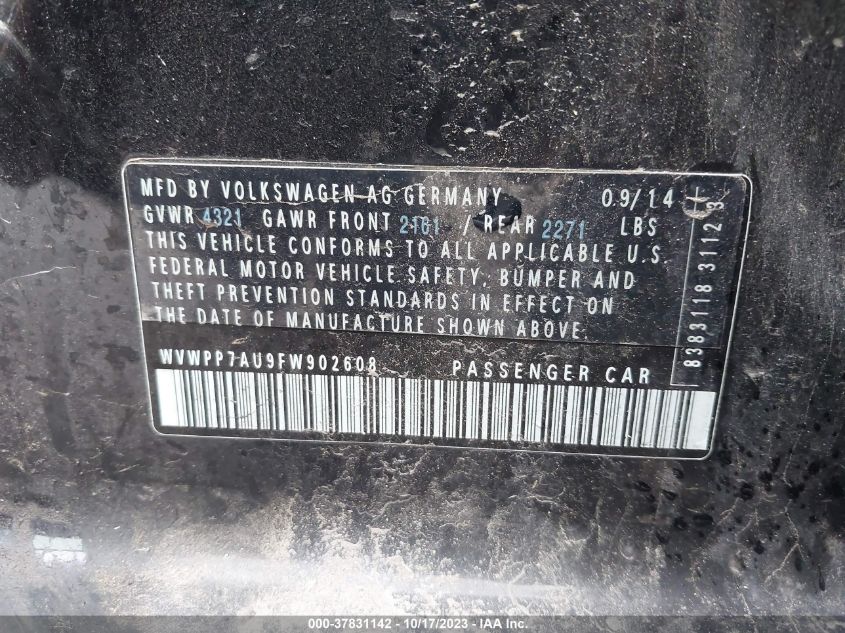 MFD BY VOLKSWAGEN AG GERMANY 09/14
GVWR 4321 GAWR FRONT 2161 / REAR 2271 LBS
THIS VEHICLE CONFORMS TO ALL APPLICABLE U.S.
FEDERAL MOTOR VEHICLE SAFETY, BUMPER AND
THEFT PREVENTION STANDARDS IN EFFECT ON
THE DATE OF MANUFACTURE SHOWN ABOVE.
WVWPP7AU9FW902608 PASSENGER CAR
8383118 31123
000-37831142 - 10/17/2023 - IAAI.COM